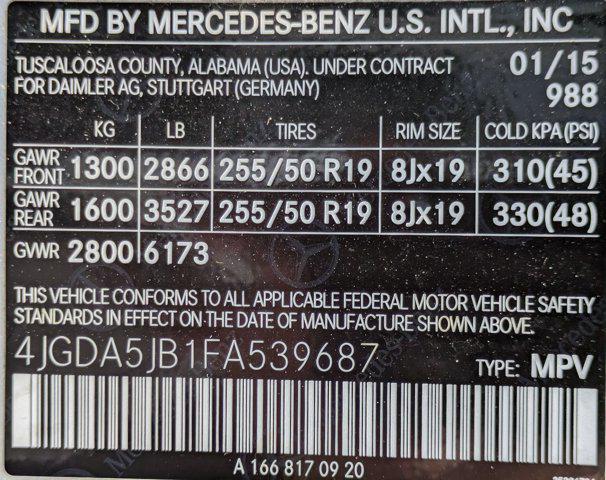 MFD BY MERCEDES-BENZ U.S. INTL., INC
TUSCALOOSA COUNTY, ALABAMA (USA). UNDER CONTRACT 01/15
FOR DAIMLER AG, STUTTGART (GERMANY) 988
KG LB TIRES RIM SIZE COLD KPA (PSI)
GAWR FRONT 1300 2866 255/50 R19 8Jx19 310(45)
GAWR REAR 1600 3527 255/50 R19 8Jx19 330(48)
GVWR 2800 6173
THIS VEHICLE CONFORMS TO ALL APPLICABLE FEDERAL MOTOR VEHICLE SAFETY
STANDARDS IN EFFECT ON THE DATE OF MANUFACTURE SHOWN ABOVE.
4JGDA5JB1FA539687 TYPE: MPV
A 166 817 09 20